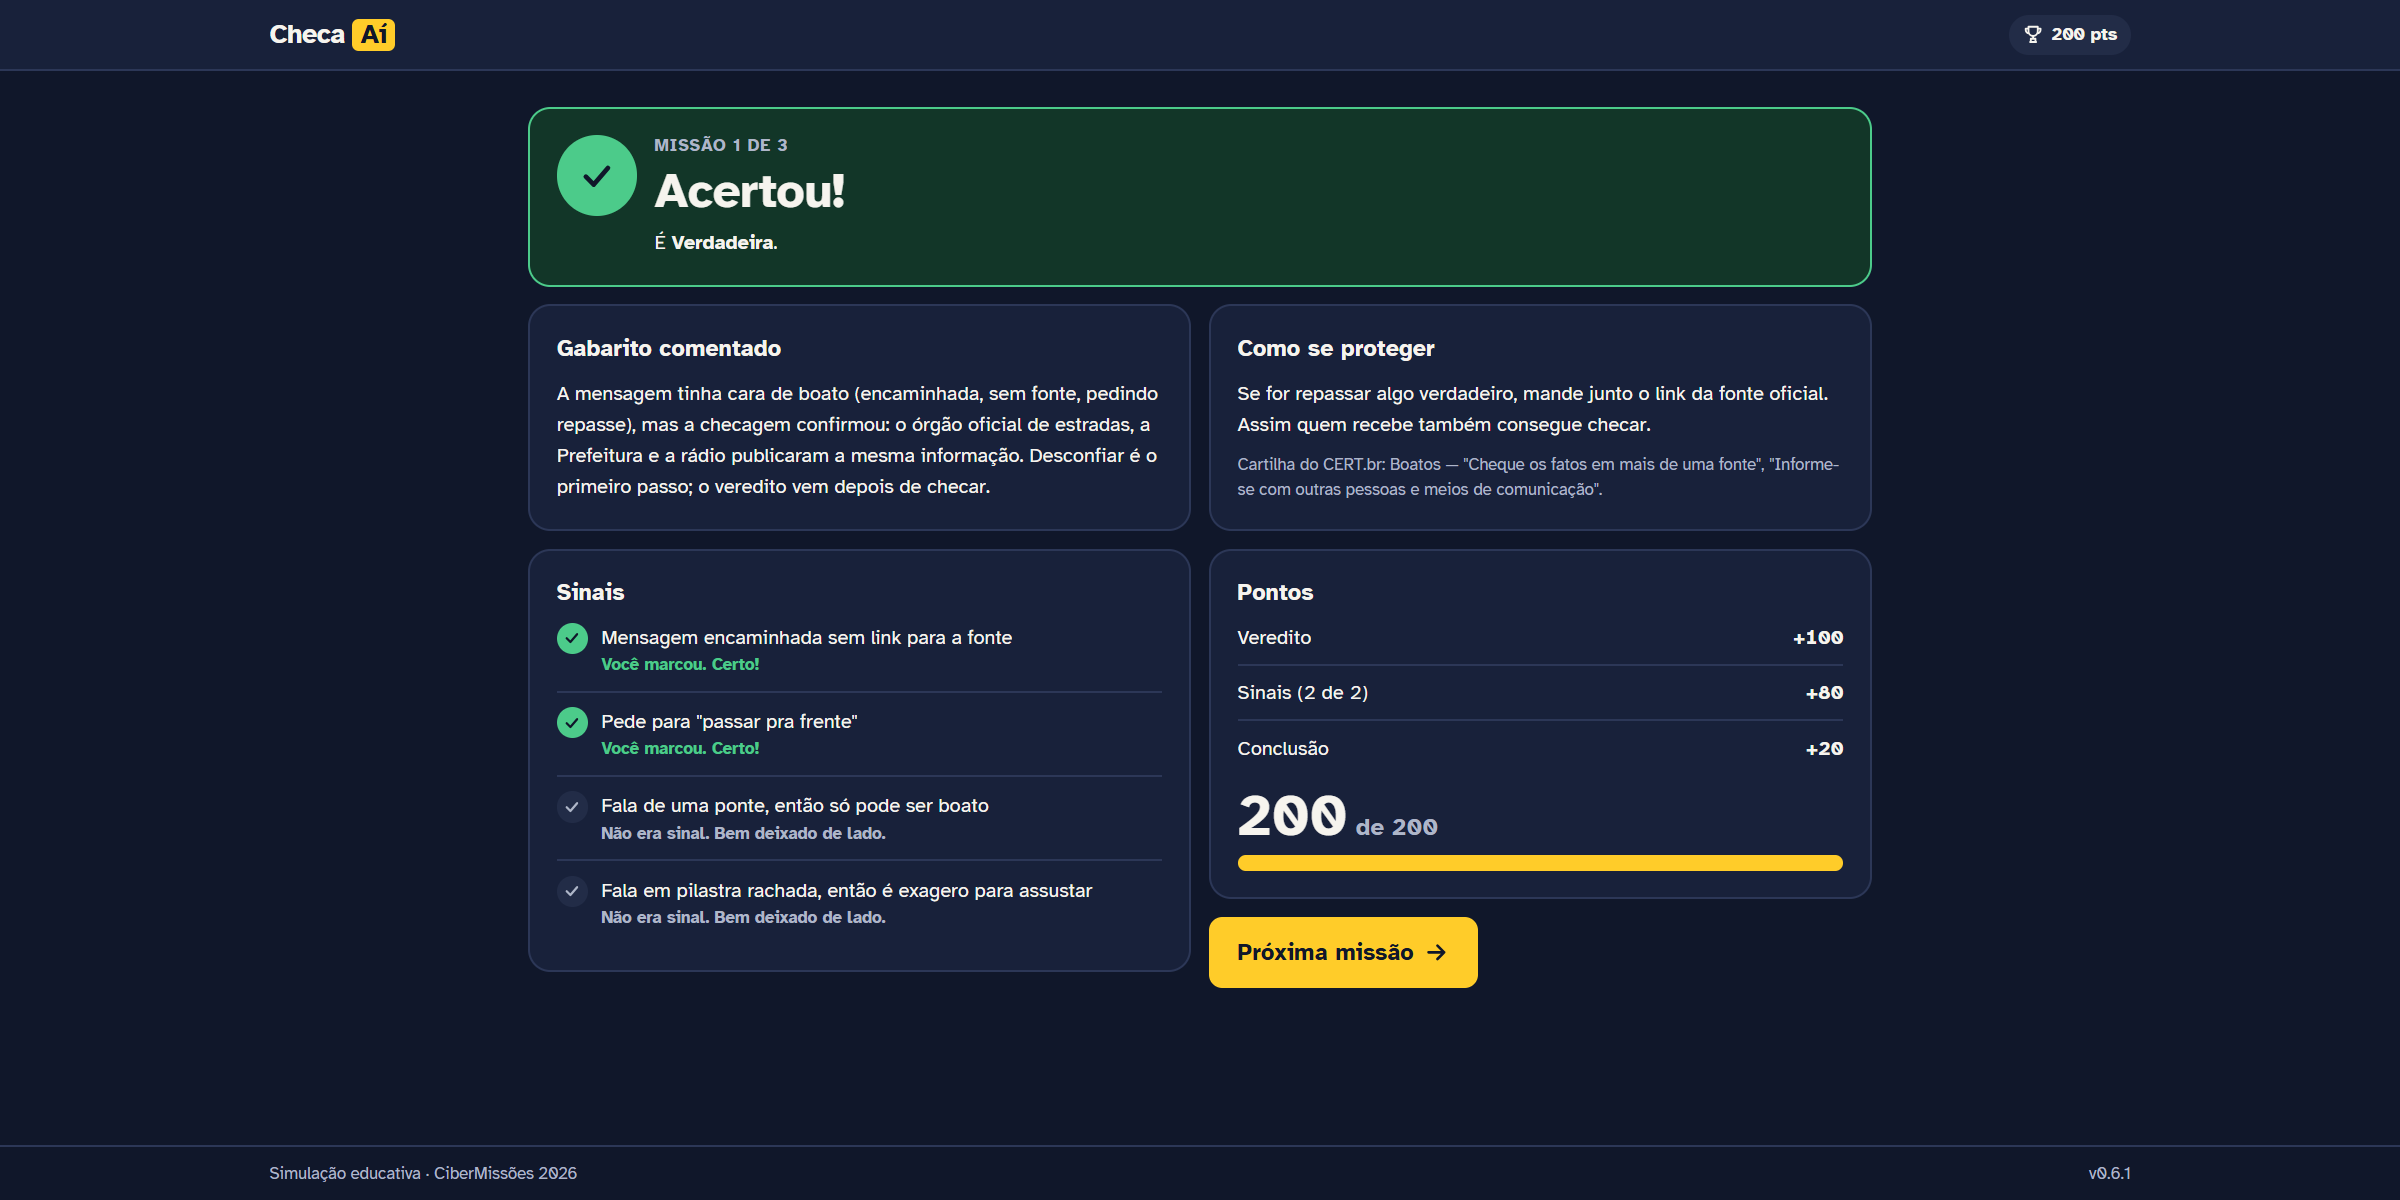 Checa Aí
200 pts
MISSÃO 1 DE 3
Acertou!
É Verdadeira.
Gabarito comentado
A mensagem tinha cara de boato (encaminhada, sem fonte, pedindo
repasse), mas a checagem confirmou: o órgão oficial de estradas, a
Prefeitura e a rádio publicaram a mesma informação. Desconfiar é o
primeiro passo; o veredito vem depois de checar.
Como se proteger
Se for repassar algo verdadeiro, mande junto o link da fonte oficial.
Assim quem recebe também consegue checar.
Cartilha do CERT.br: Boatos — "Cheque os fatos em mais de uma fonte", "Informe-
se com outras pessoas e meios de comunicação".
Sinais
Mensagem encaminhada sem link para a fonte
Você marcou. Certo!
Pede para "passar pra frente"
Você marcou. Certo!
Fala de uma ponte, então só pode ser boato
Não era sinal. Bem deixado de lado.
Fala em pilastra rachada, então é exagero para assustar
Não era sinal. Bem deixado de lado.
Pontos
Veredito +100
Sinais (2 de 2) +80
Conclusão +20
200 de 200
Próxima missão →
Simulação educativa · CiberMissões 2026
v0.6.1